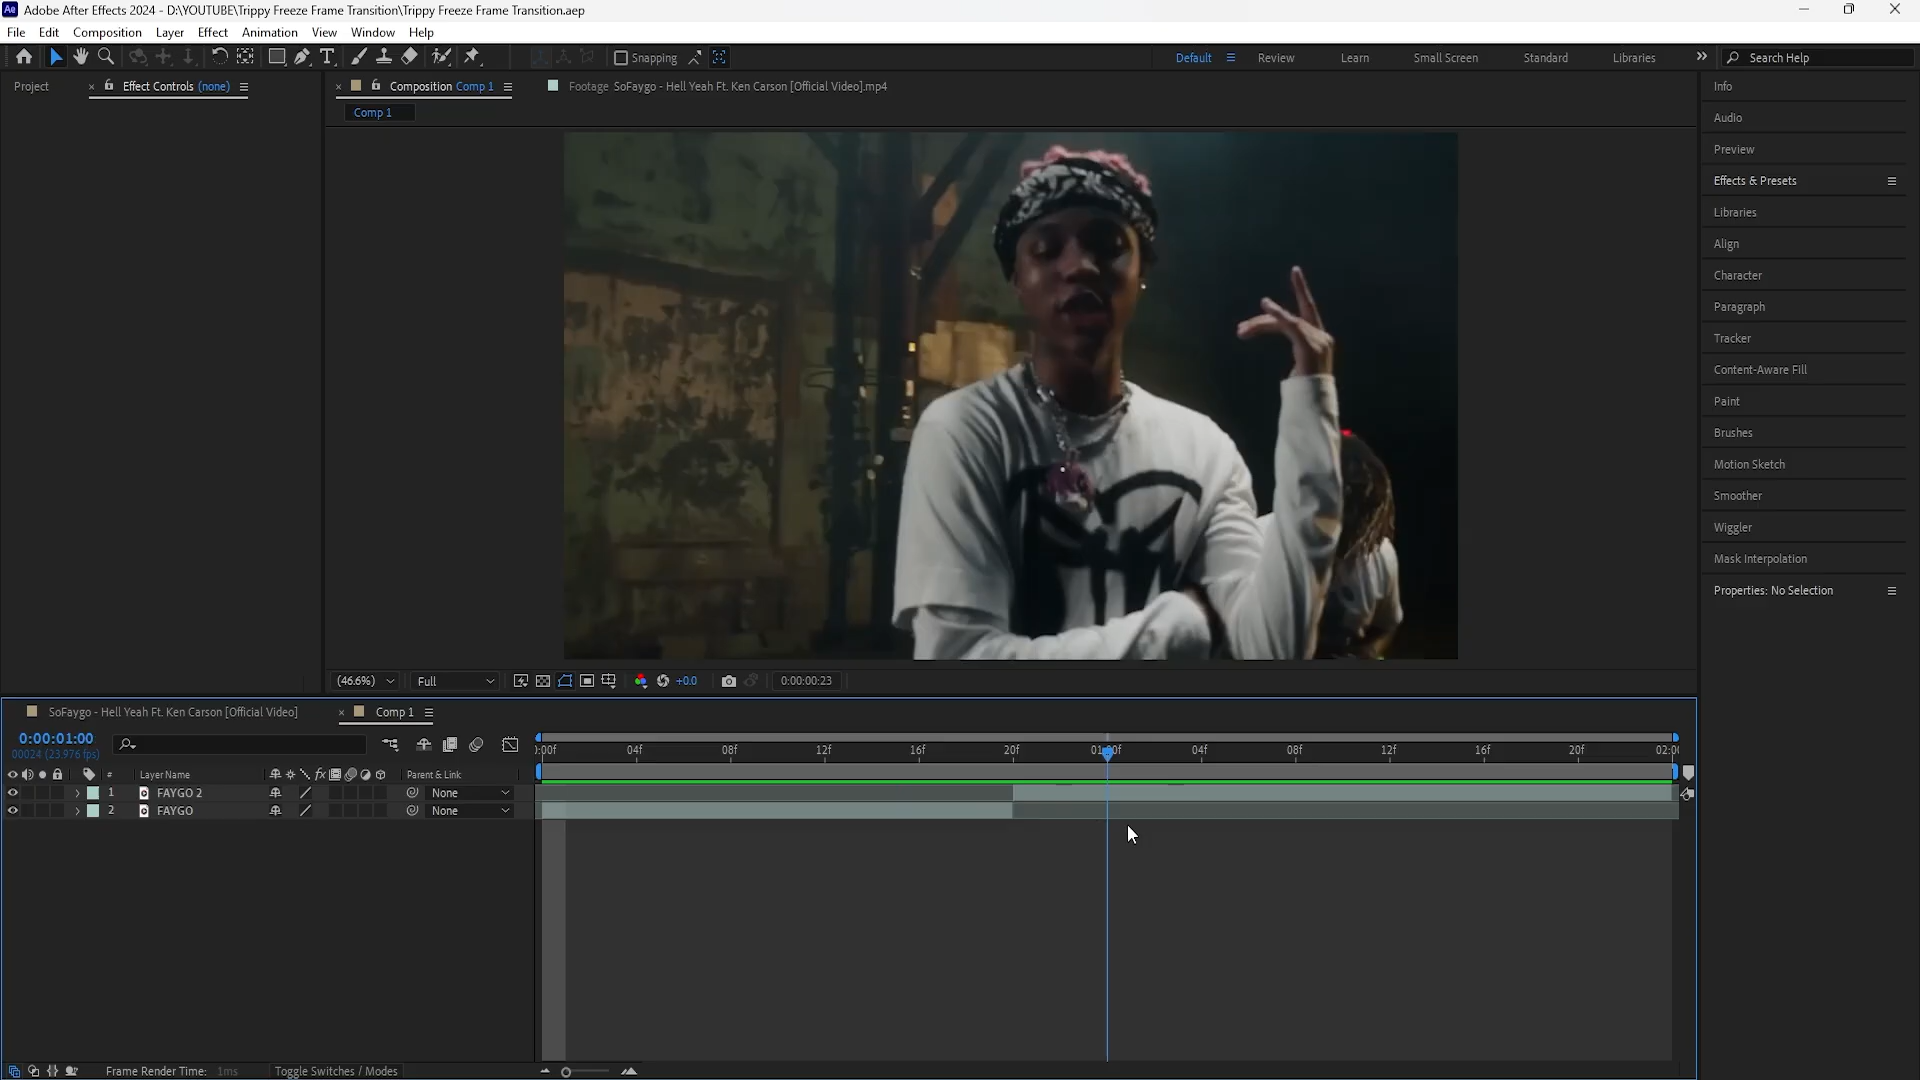 Ae Adobe After Effects 2024 - D:\YOUTUBE\Trippy Freeze Frame Transition\Trippy Freeze Frame Transition.aep
File Edit Composition Layer Effect Animation View Window Help
Snapping Default Review Learn Small Screen Standard Libraries Search Help
Project Effect Controls (none) Composition Comp 1 Footage SoFaygo - Hell Yeah Ft. Ken Carson [Official Video].mp4
Comp 1
Info
Audio
Preview
Effects & Presets
Libraries
Align
Character
Paragraph
Tracker
Content-Aware Fill
Paint
Brushes
Motion Sketch
Smoother
Wiggler
Mask Interpolation
Properties: No Selection
(46.6%) Full +0.0 0:00:00:23
SoFaygo - Hell Yeah Ft. Ken Carson [Official Video] Comp 1
0:00:01:00
00024 (23.976 fps)
04f 08f 12f 16f 20f 04f 08f 12f 16f 20f
# Layer Name fx Parent & Link
1 FAYGO 2 None
2 FAYGO None
Frame Render Time: 1ms Toggle Switches / Modes